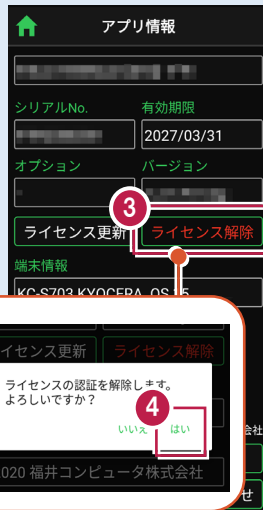 アプリ情報
シリアルNo.
有効期限
2027/03/31
オプション
バージョン
3
ライセンス更新
ライセンス解除
端末情報
KC-S703 KYOCERA, OS
イセンス更新
ライセンス解除
ライセンスの認証を解除します。
よろしいですか?
4
いいえ
はい
会社
020 福井コンピュータ株式会社
せ